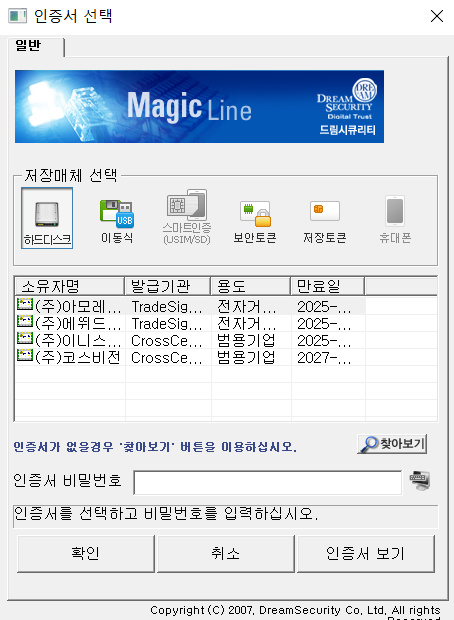 인증서 선택
일반
Magic Line
DREAM SECURITY
Digital Trust
드림시큐리티
저장매체 선택
하드디스크 이동식 스마트인증 (USIM/SD) 보안토큰 저장토큰 휴대폰
USB
소유자명 발급기관 용도 만료일
(주)아모레... TradeSig... 전자거... 2025-...
(주)메위드... TradeSig... 전자거... 2025-...
(주)이니스... CrossCe... 범용기업 2025-...
(주)코스비전 CrossCe... 범용기업 2027-...
인증서가 없을경우 '찾아보기' 버튼을 이용하십시오. 찾아보기
인증서 비밀번호
인증서를 선택하고 비밀번호를 입력하십시오.
확인 취소 인증서 보기
Copyright (C) 2007, DreamSecurity Co, Ltd, All rights
Reserved